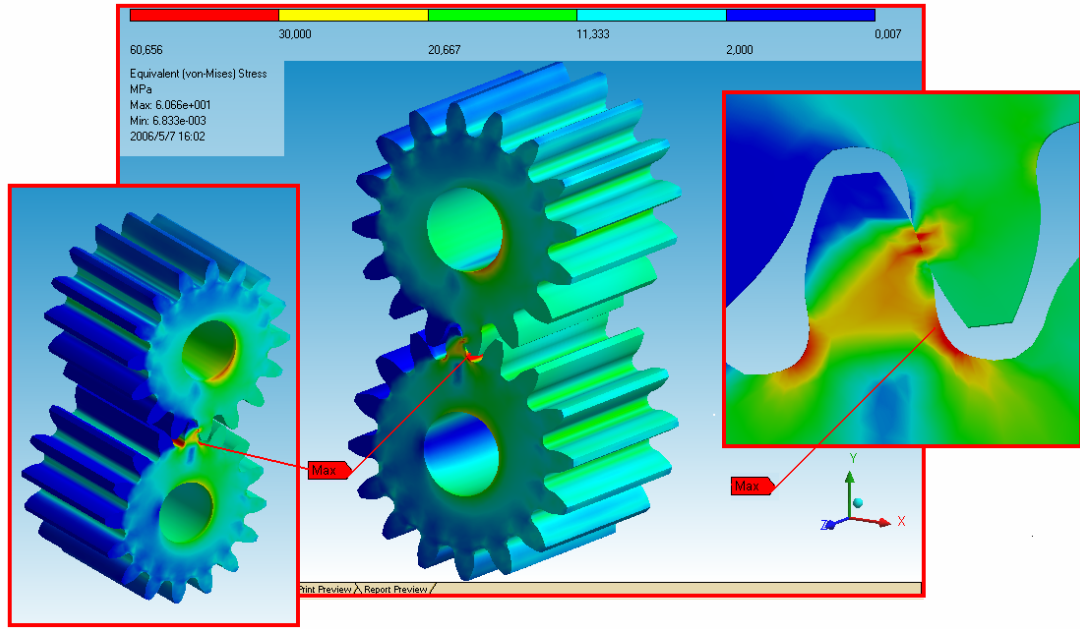 30,000
11,333
0,007
60,656
20,667
2,000
Equivalent (von-Mises) Stress
MPa
Max: 6.066e+001
Min: 6.833e-003
2006/5/7 16:02
Max
Max
Y
X
Z
Print Preview Report Preview